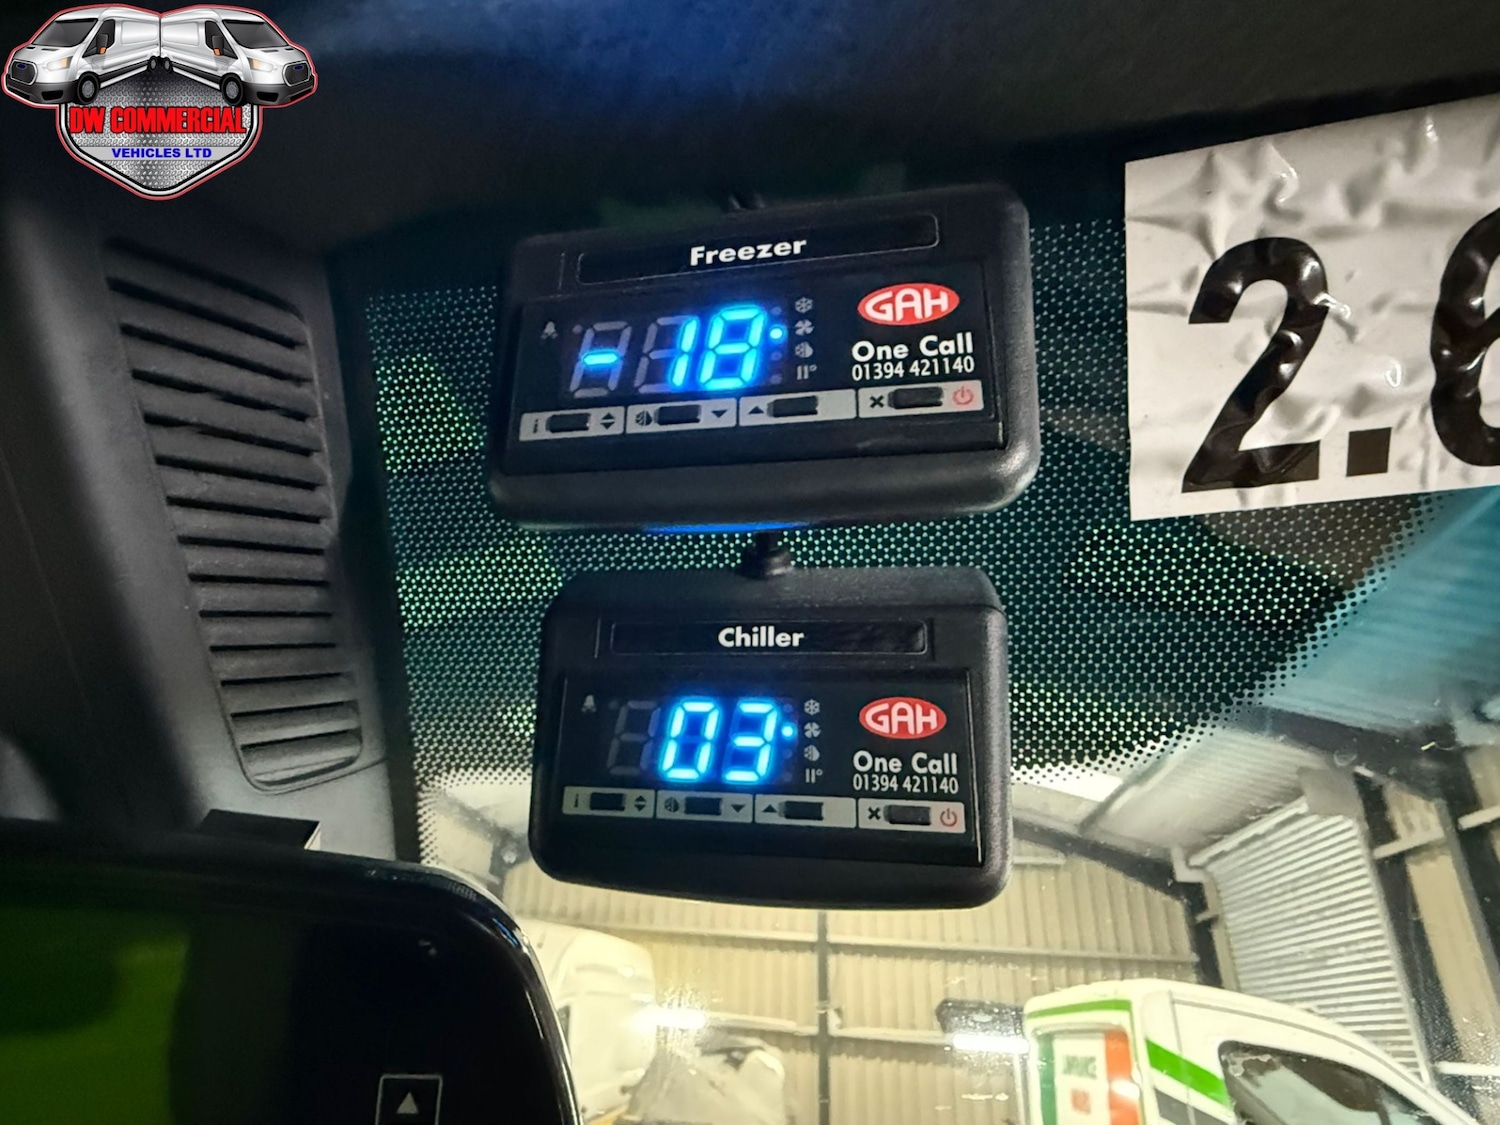 DW COMMERCIAL
VEHICLES LTD
Freezer
-18
GAH
One Call
01394 421140
i
Chiller
03
GAH
One Call
01394 421140
i
2.6